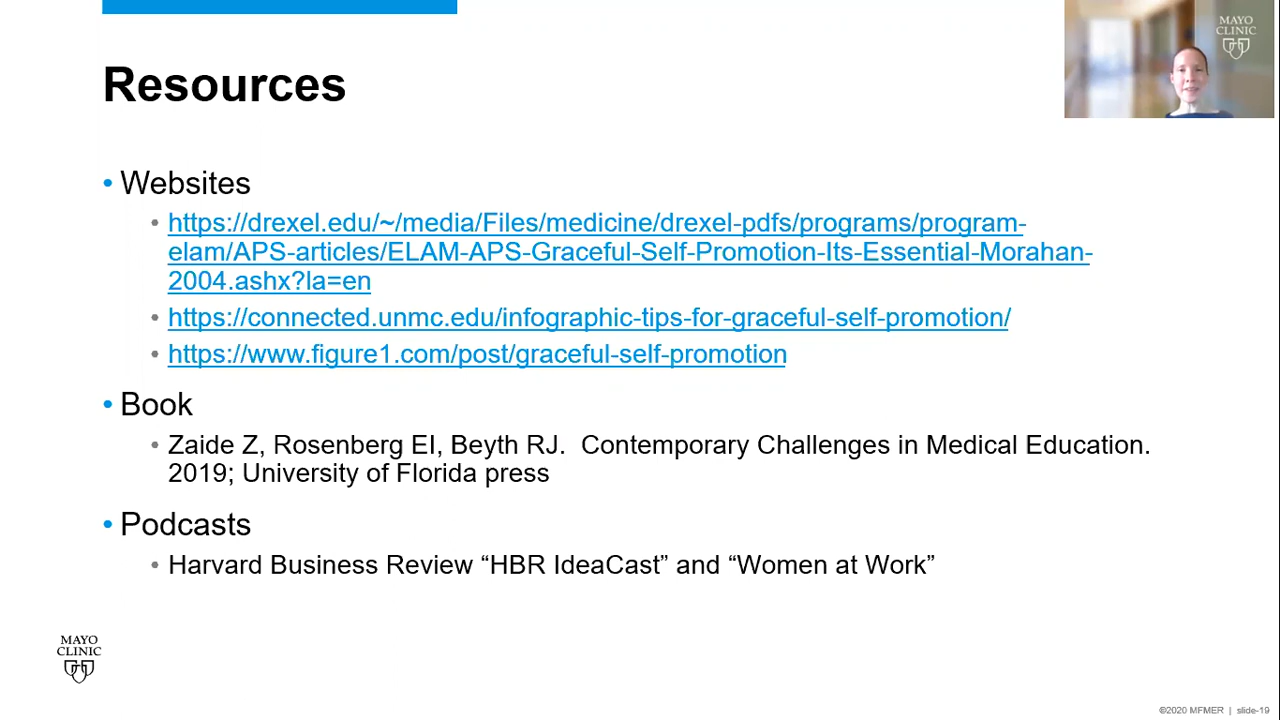 MAYO
CLINIC
Resources
• Websites
• https://drexel.edu/~/media/Files/medicine/drexel-pdfs/programs/program-
elam/APS-articles/ELAM-APS-Graceful-Self-Promotion-Its-Essential-Morahan-
2004.ashx?la=en
• https://connected.unmc.edu/infographic-tips-for-graceful-self-promotion/
• https://www.figure1.com/post/graceful-self-promotion
• Book
• Zaide Z, Rosenberg EI, Beyth RJ.  Contemporary Challenges in Medical Education.
2019; University of Florida press
• Podcasts
• Harvard Business Review “HBR IdeaCast” and “Women at Work”
MAYO
CLINIC
©2020 MFMER | slide-19